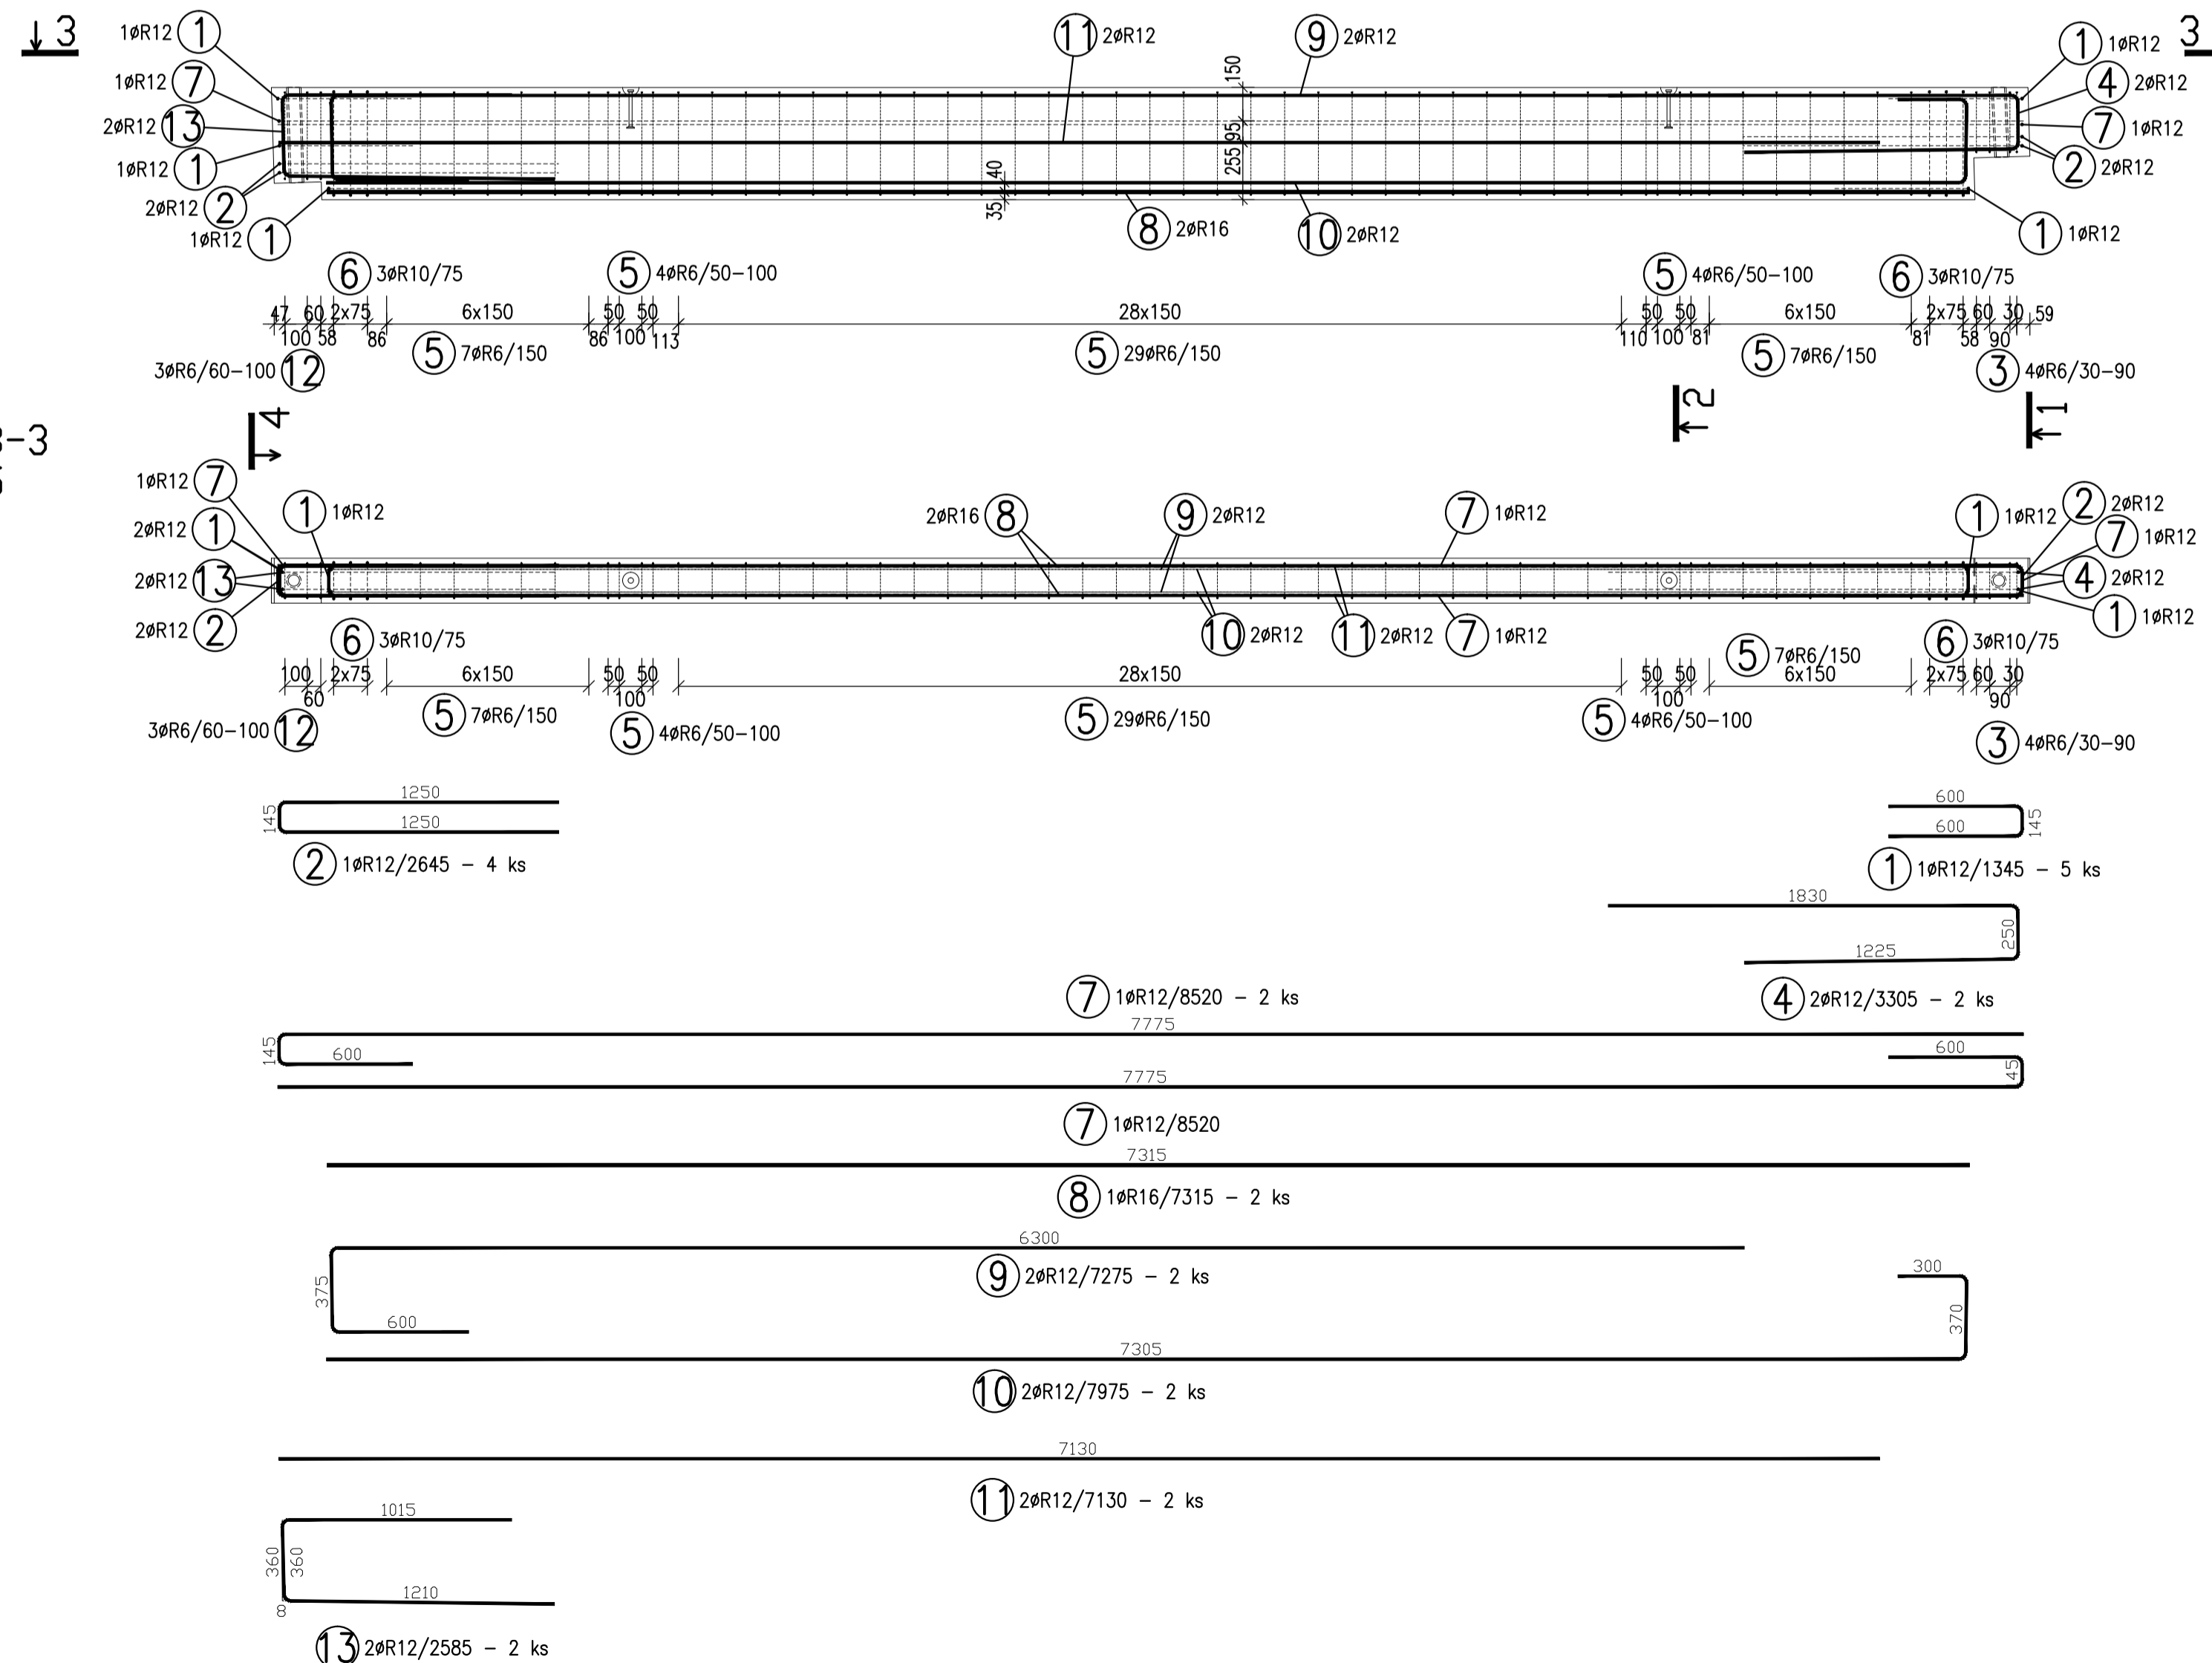 3
1øR12 1
11 2øR12
9 2øR12
3
1 1øR12
1øR12 7
4 2øR12
2øR12 13
7 1øR12
1øR12 1
2 2øR12
2øR12 2
1øR12 1
150
95
255
40
35
8 2øR16
10 2øR12
1 1øR12
6 3øR10/75
5 4øR6/50-100
5 4øR6/50-100
6 3øR10/75
47 60 2x75 6x150 50 50 28x150 50 50 6x150 2x75 60 30 59
100 58 86 86 100 113 110 100 81 81 58 90
5 7øR6/150
5 29øR6/150
5 7øR6/150
3øR6/60-100 12
3 4øR6/30-90
4
2
1
-3
1øR12 7
1 1øR12
2øR16 8
9 2øR12
7 1øR12
1 1øR12
2 2øR12
2øR12 1
7 1øR12
2øR12 13
4 2øR12
2øR12 2
1 1øR12
6 3øR10/75
10 2øR12
11 2øR12
7 1øR12
6 3øR10/75
5 7øR6/150
100 2x75 6x150 50 50 28x150 50 50 6x150 2x75 60 30
60 100 100 90
3øR6/60-100 12
5 7øR6/150
5 4øR6/50-100
5 29øR6/150
5 4øR6/50-100
3 4øR6/30-90
1250
145
1250
2 1øR12/2645 - 4 ks
600
600
145
1 1øR12/1345 - 5 ks
1830
250
1225
4 2øR12/3305 - 2 ks
7 1øR12/8520 - 2 ks
7775
145
600
600
45
7775
7 1øR12/8520
7315
8 1øR16/7315 - 2 ks
6300
375
600
9 2øR12/7275 - 2 ks
300
370
7305
10 2øR12/7975 - 2 ks
7130
11 2øR12/7130 - 2 ks
1015
360
360
1210
8
13 2øR12/2585 - 2 ks